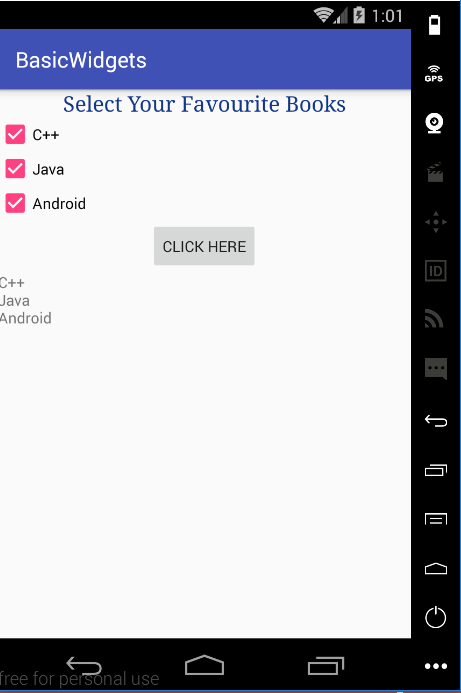 1:01
BasicWidgets
GPS
Select Your Favourite Books
C++
Java
Android
ID
CLICK HERE
C++
Java
Android
free for personal use